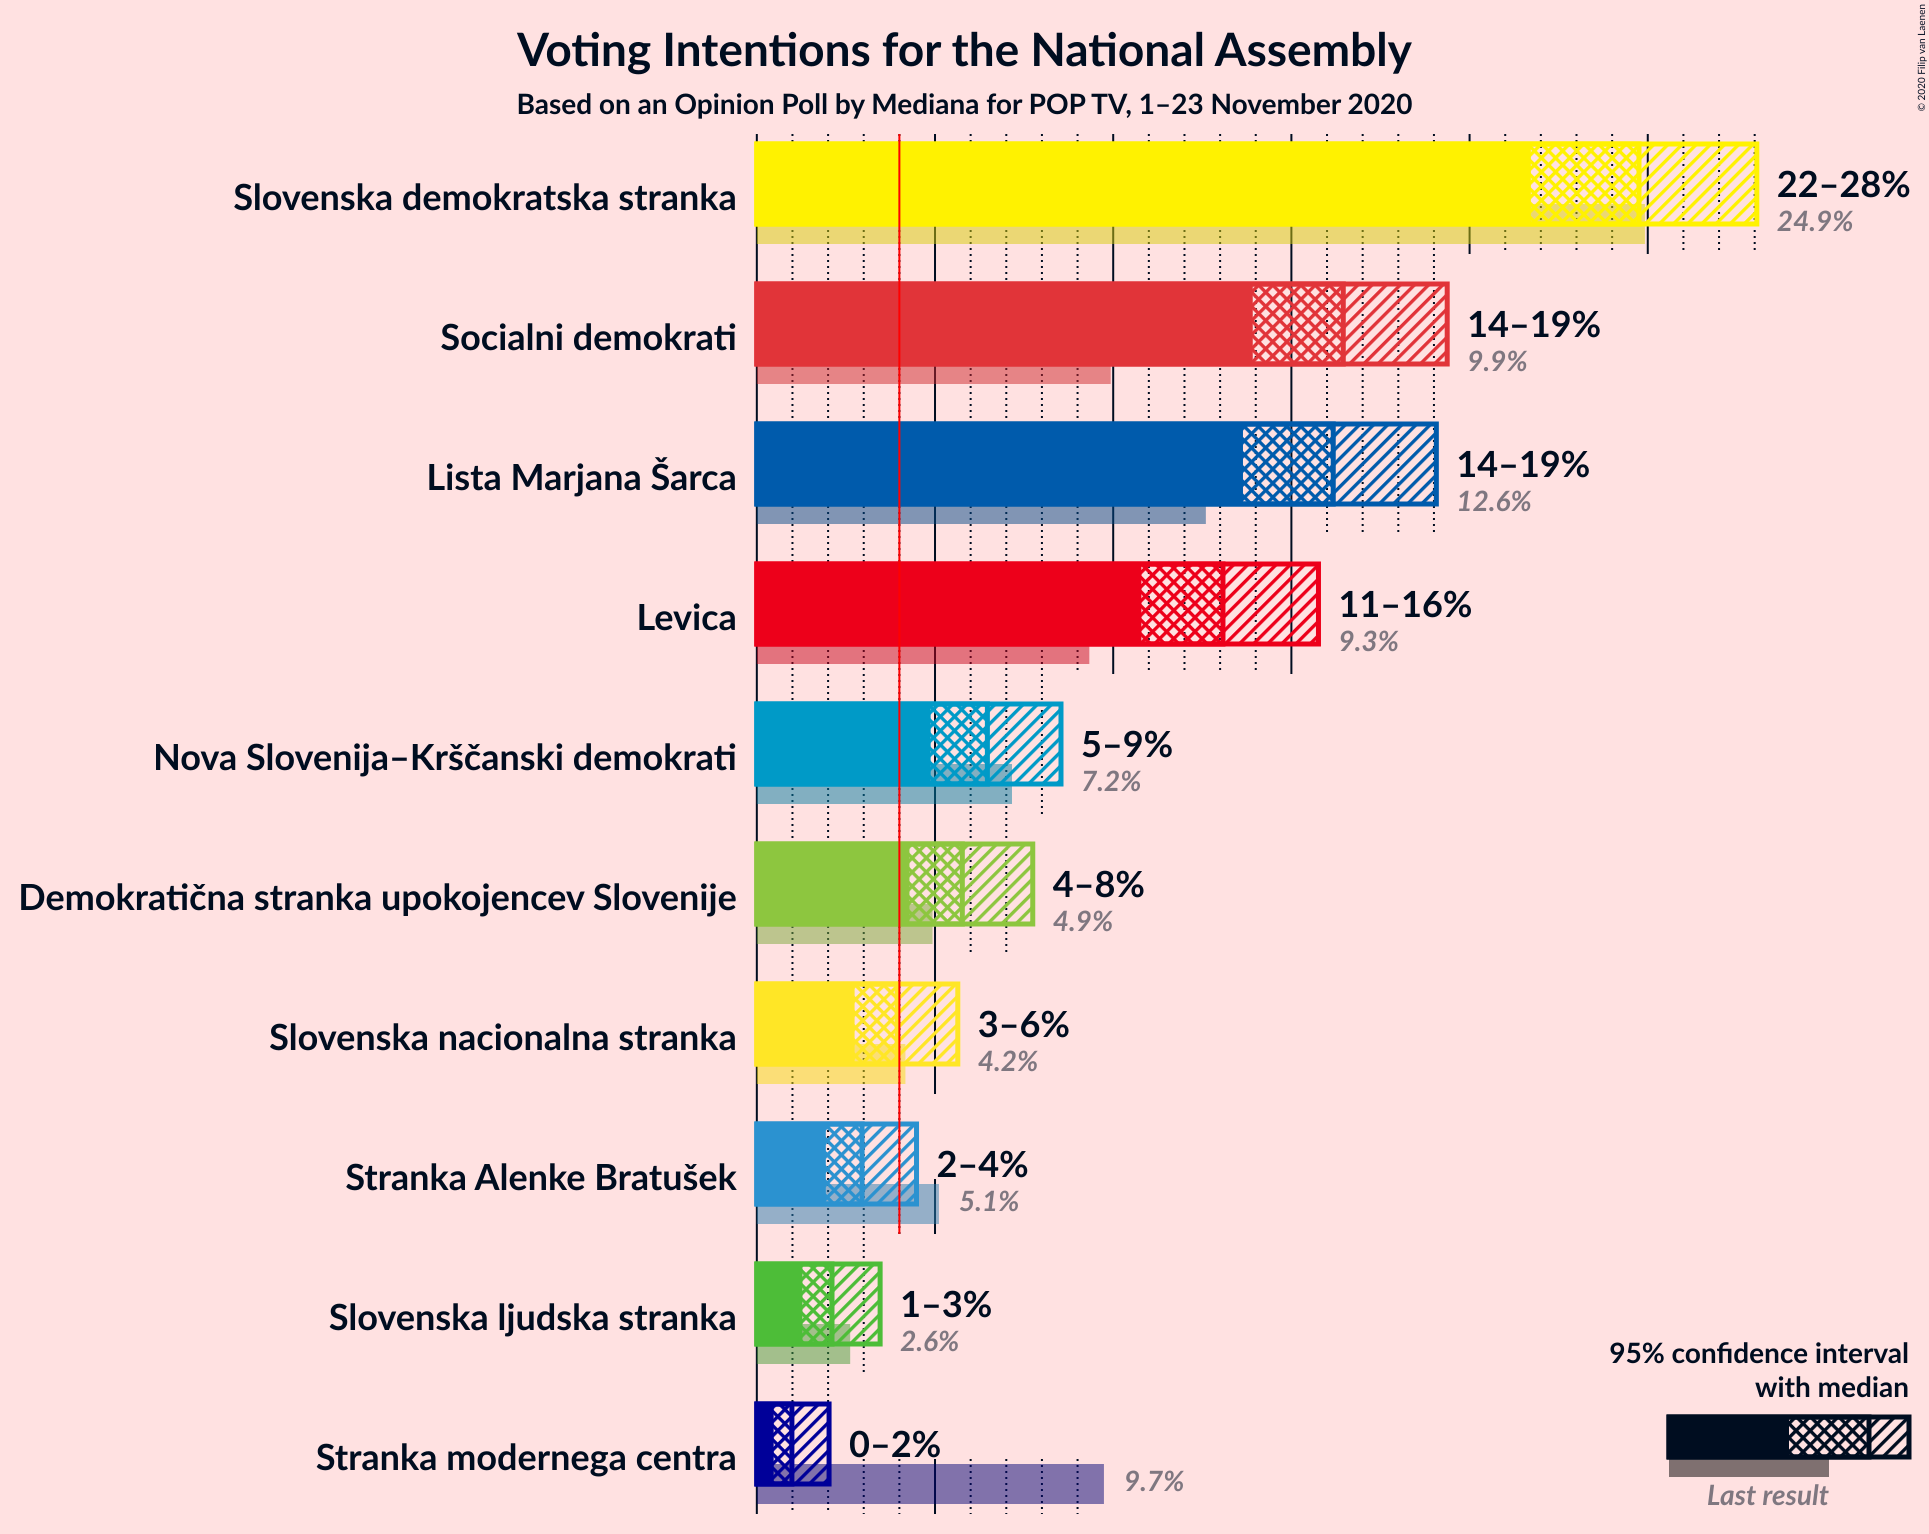 Voting Intentions for the National Assembly
Based on an Opinion Poll by Mediana for POP TV, 1–23 November 2020
© 2020 Filip van Laenen
Slovenska demokratska stranka
22–28%
24.9%
Socialni demokrati
14–19%
9.9%
Lista Marjana Šarca
14–19%
12.6%
Levica
11–16%
9.3%
Nova Slovenija–Krščanski demokrati
5–9%
7.2%
Demokratična stranka upokojencev Slovenije
4–8%
4.9%
Slovenska nacionalna stranka
3–6%
4.2%
Stranka Alenke Bratušek
2–4%
5.1%
Slovenska ljudska stranka
1–3%
2.6%
Stranka modernega centra
0–2%
9.7%
95% confidence interval
with median
Last result